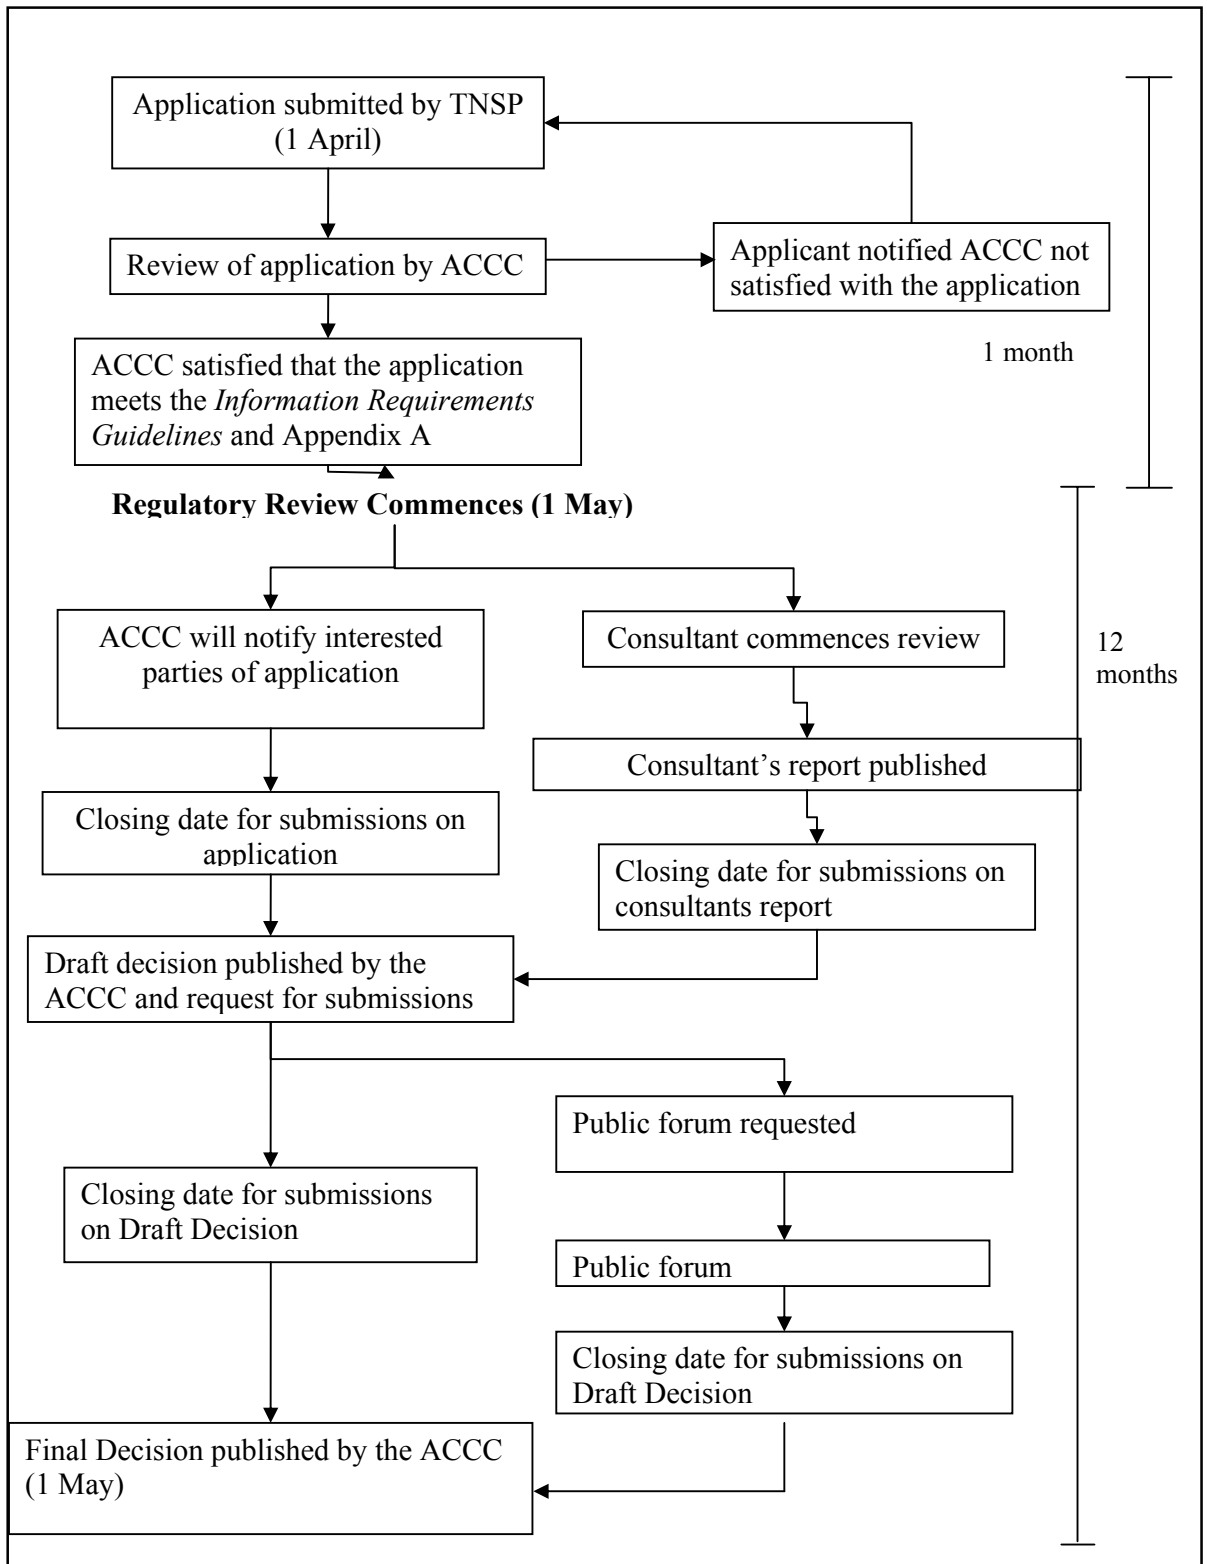 Application submitted by TNSP
(1 April)
Review of application by ACCC
Applicant notified ACCC not
satisfied with the application
1 month
ACCC satisfied that the application
meets the Information Requirements
Guidelines and Appendix A
Regulatory Review Commences (1 May)
ACCC will notify interested
parties of application
Consultant commences review
12
months
Consultant’s report published
Closing date for submissions on
application
Closing date for submissions on
consultants report
Draft decision published by the
ACCC and request for submissions
Public forum requested
Closing date for submissions
on Draft Decision
Public forum
Closing date for submissions on
Draft Decision
Final Decision published by the ACCC
(1 May)